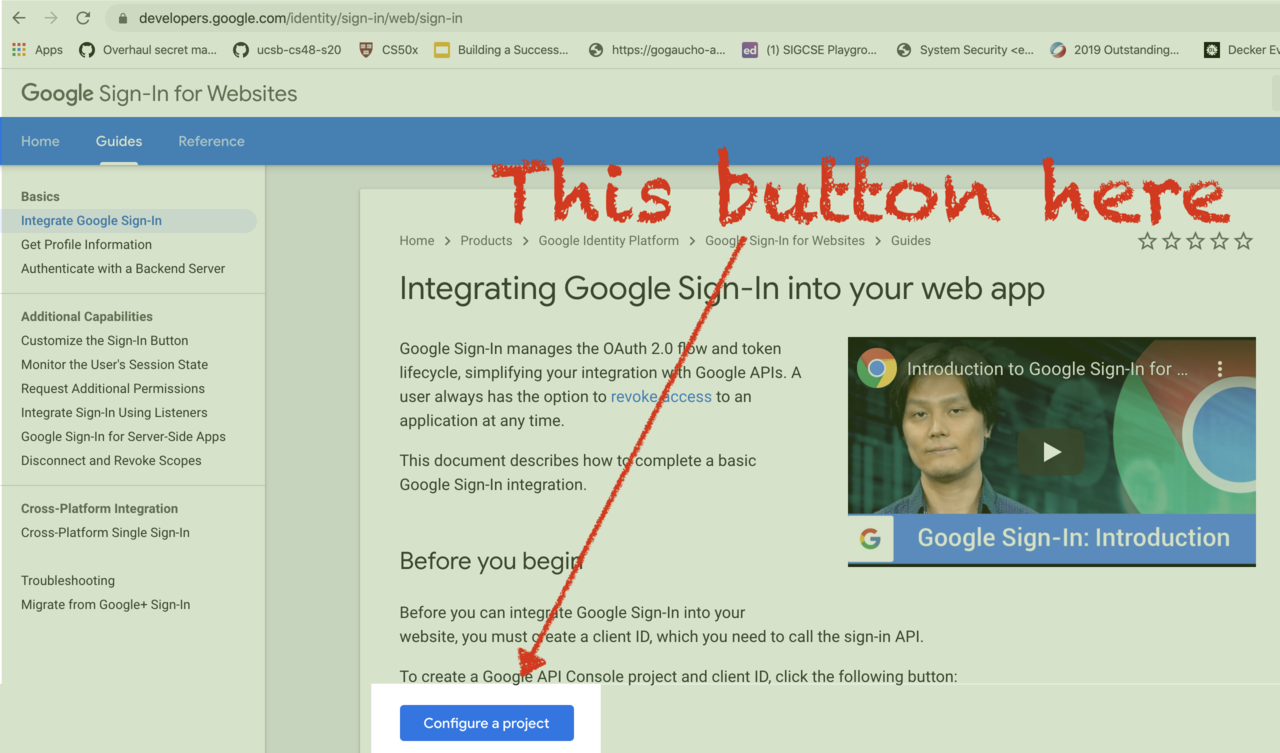 developers.google.com/identity/sign-in/web/sign-in
Apps Overhaul secret ma... ucsb-cs48-s20 CS50x Building a Success... https://gogaucho-a... ed (1) SIGCSE Playgro... System Security <e... 2019 Outstanding... Decker Ev
Google Sign-In for Websites
Home Guides Reference
This button here
Basics
Integrate Google Sign-In
Get Profile Information
Authenticate with a Backend Server
Additional Capabilities
Customize the Sign-In Button
Monitor the User's Session State
Request Additional Permissions
Integrate Sign-In Using Listeners
Google Sign-In for Server-Side Apps
Disconnect and Revoke Scopes
Cross-Platform Integration
Cross-Platform Single Sign-In
Troubleshooting
Migrate from Google+ Sign-In
Home > Products > Google Identity Platform > Google Sign-In for Websites > Guides
Integrating Google Sign-In into your web app
Google Sign-In manages the OAuth 2.0 flow and token
lifecycle, simplifying your integration with Google APIs. A
user always has the option to revoke access to an
application at any time.
This document describes how to complete a basic
Google Sign-In integration.
Introduction to Google Sign-In for ...
G Google Sign-In: Introduction
Before you begin
Before you can integrate Google Sign-In into your
website, you must create a client ID, which you need to call the sign-in API.
To create a Google API Console project and client ID, click the following button:
Configure a project